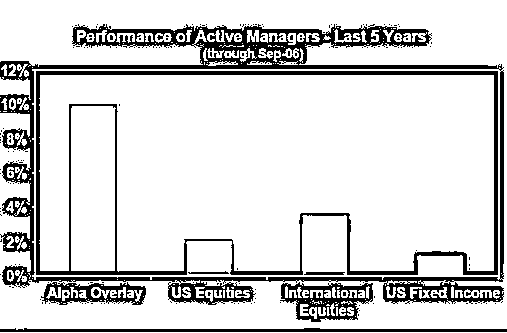 Performance of Active Managers - Last 5 Years
(through Sep-06)
12%
10%
8%
6%
4%
2%
0%
Alpha Overlay
US Equities
International
Equities
US Fixed Income